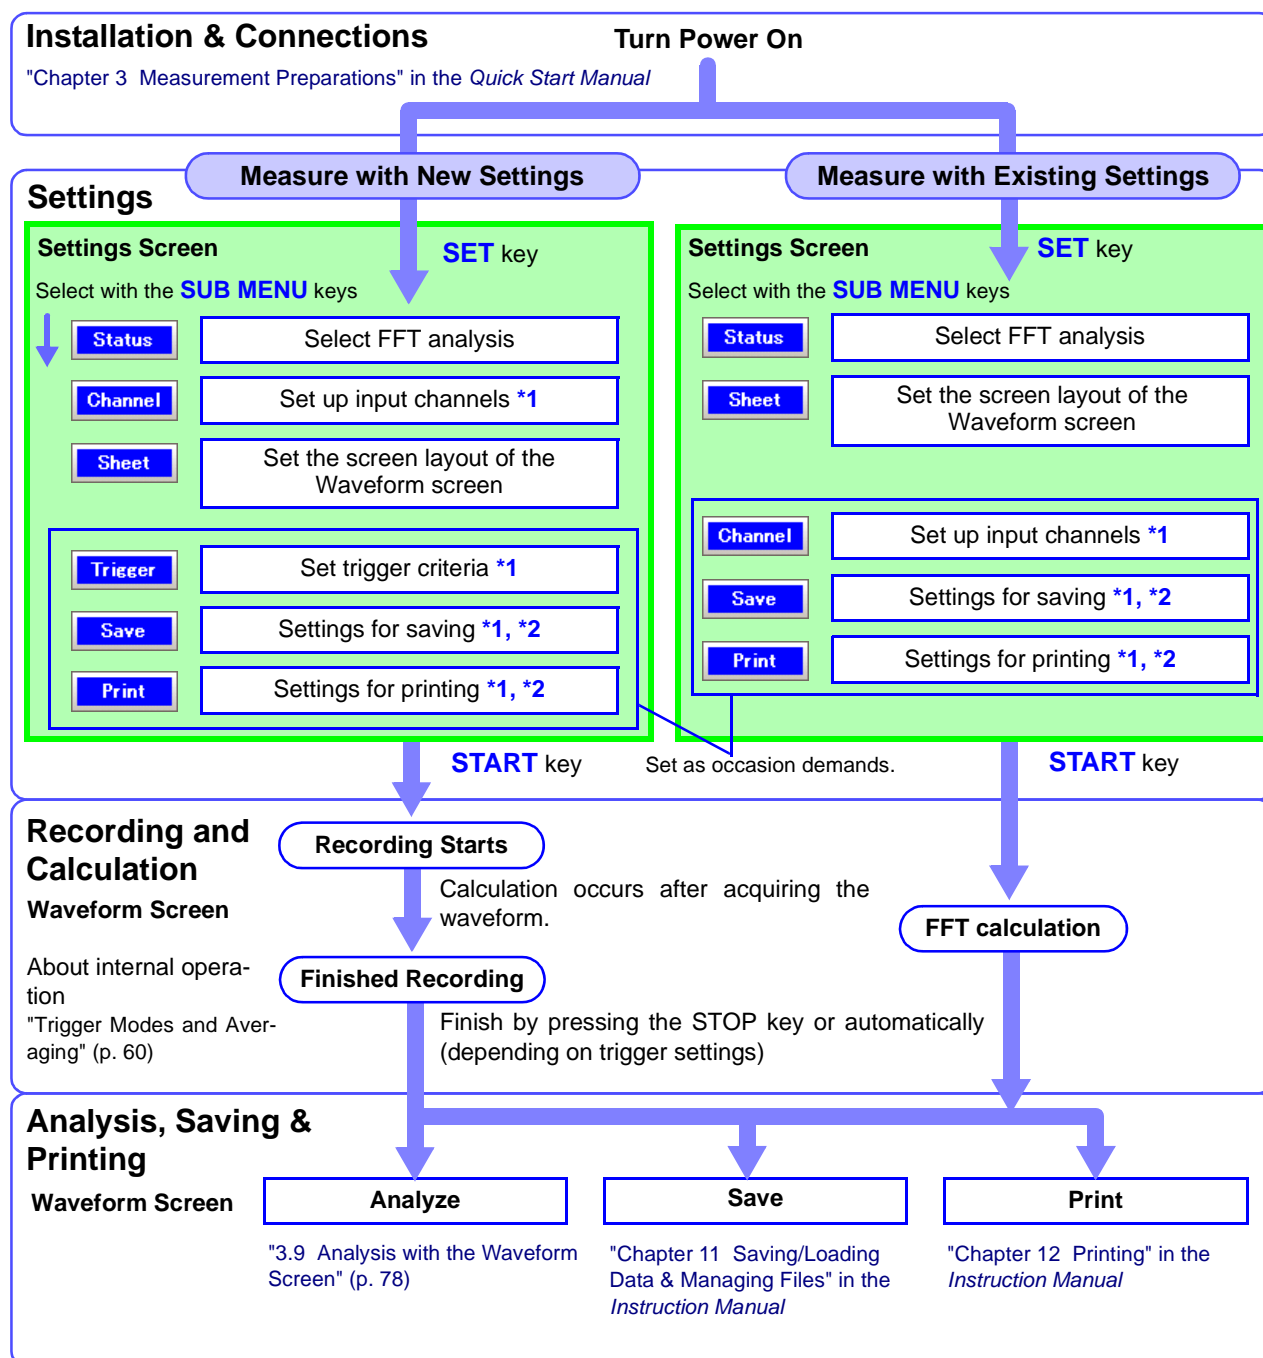 Installation & Connections
Turn Power On
"Chapter 3  Measurement Preparations" in the Quick Start Manual
Measure with New Settings
Measure with Existing Settings
Settings
Settings Screen
SET key
Select with the SUB MENU keys
Status
Select FFT analysis
Channel
Set up input channels *1
Sheet
Set the screen layout of the
Waveform screen
Trigger
Set trigger criteria *1
Save
Settings for saving *1, *2
Print
Settings for printing *1, *2
Settings Screen
SET key
Select with the SUB MENU keys
Status
Select FFT analysis
Sheet
Set the screen layout of the
Waveform screen
Channel
Set up input channels *1
Save
Settings for saving *1, *2
Print
Settings for printing *1, *2
START key
Set as occasion demands.
START key
Recording and
Calculation
Waveform Screen
About internal opera-
tion
"Trigger Modes and Aver-
aging" (p. 60)
Recording Starts
Calculation occurs after acquiring the
waveform.
FFT calculation
Finished Recording
Finish by pressing the STOP key or automatically
(depending on trigger settings)
Analysis, Saving &
Printing
Waveform Screen
Analyze
Save
Print
"3.9  Analysis with the Waveform
Screen" (p. 78)
"Chapter 11  Saving/Loading
Data & Managing Files" in the
Instruction Manual
"Chapter 12  Printing" in the
Instruction Manual